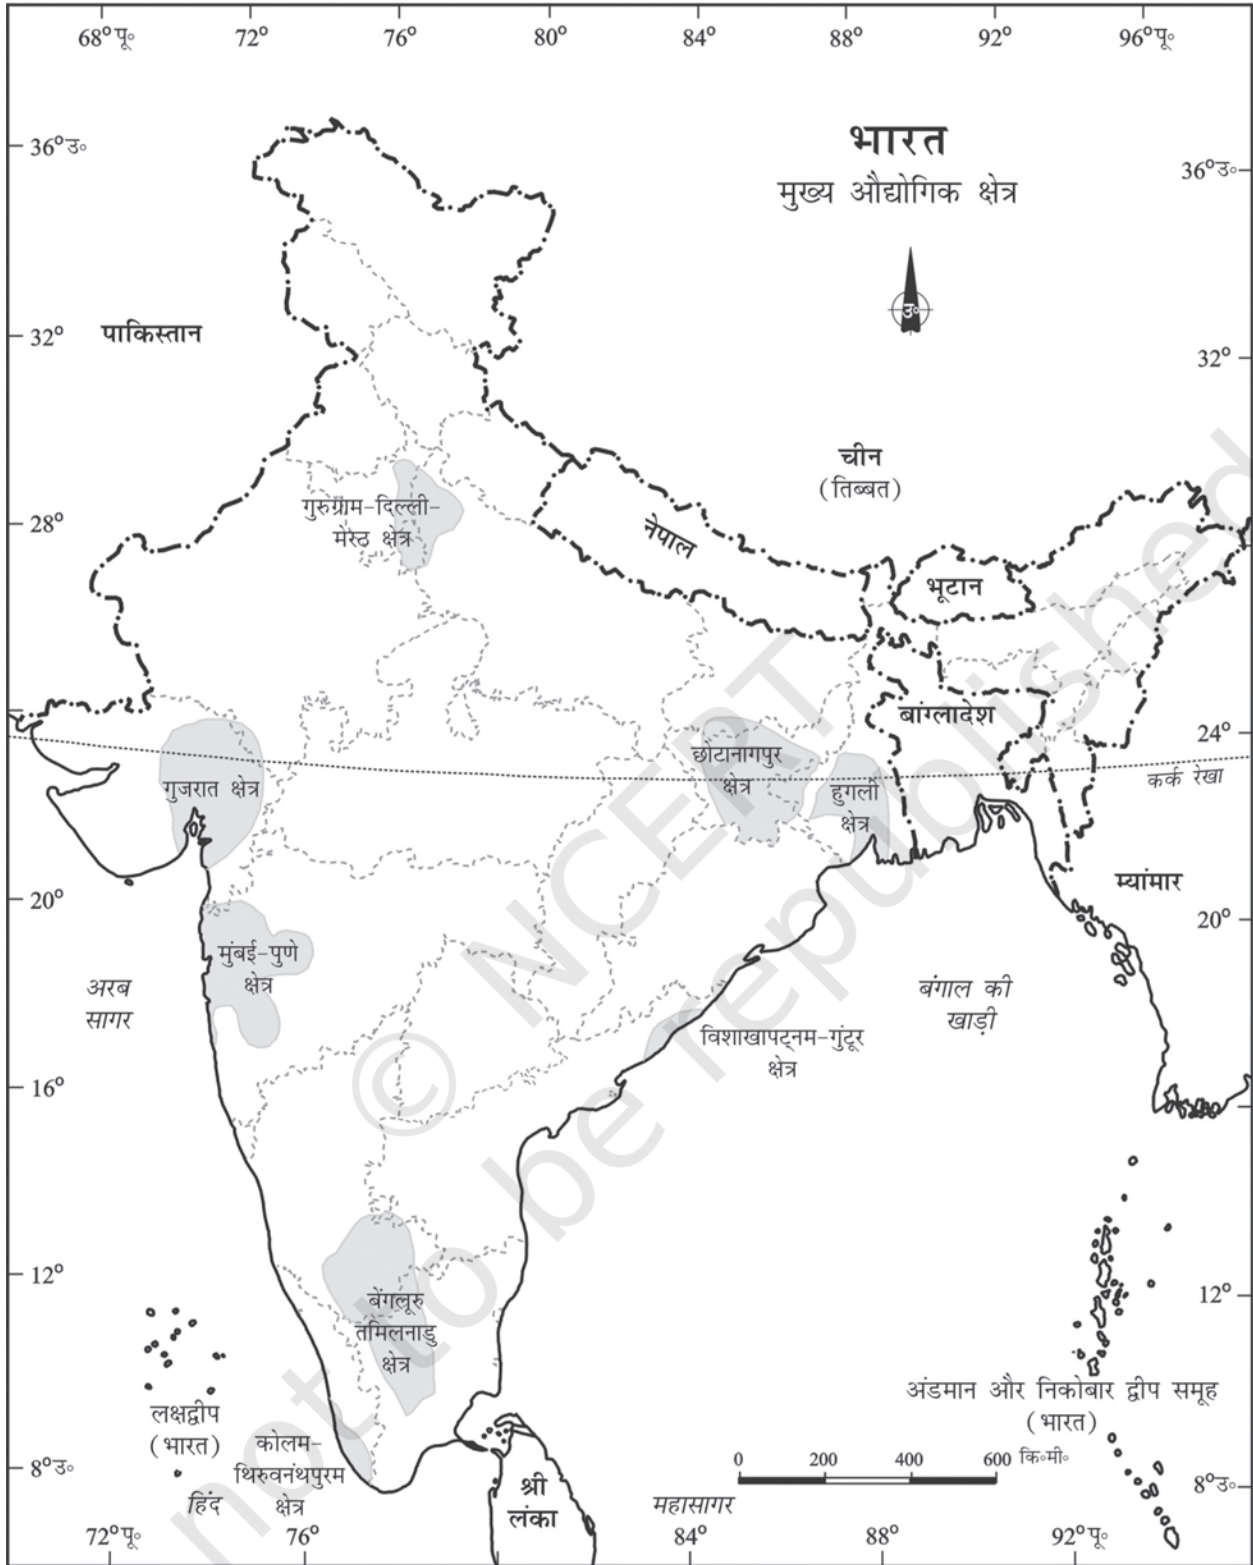 68°पू॰ 72° 76° 80° 84° 88° 92° 96°पू॰
भारत
मुख्य औद्योगिक क्षेत्र
36°उ॰
36°उ॰
उ॰
पाकिस्तान
32°
32°
चीन
(तिब्बत)
गुरुग्राम-दिल्ली-
मेरठ क्षेत्र
28°
नेपाल
भूटान
बांग्लादेश
24°
छोटानागपुर
क्षेत्र
गुजरात क्षेत्र
हुगली
क्षेत्र
कर्क रेखा
म्यांमार
20°
20°
मुंबई-पुणे
क्षेत्र
अरब
सागर
बंगाल की
खाड़ी
विशाखापट्नम-गुंटूर
क्षेत्र
16°
12°
12°
बेंगलूरु
तमिलनाडु
क्षेत्र
अंडमान और निकोबार द्वीप समूह
(भारत)
लक्षद्वीप
(भारत)
कोलम-
थिरुवनंथपुरम
क्षेत्र
0 200 400 600 कि॰मी॰
8°उ॰
8°उ॰
श्री
लंका
हिंद महासागर
72°पू॰ 76° 84° 88° 92°पू॰
© NCERT
not to be republished